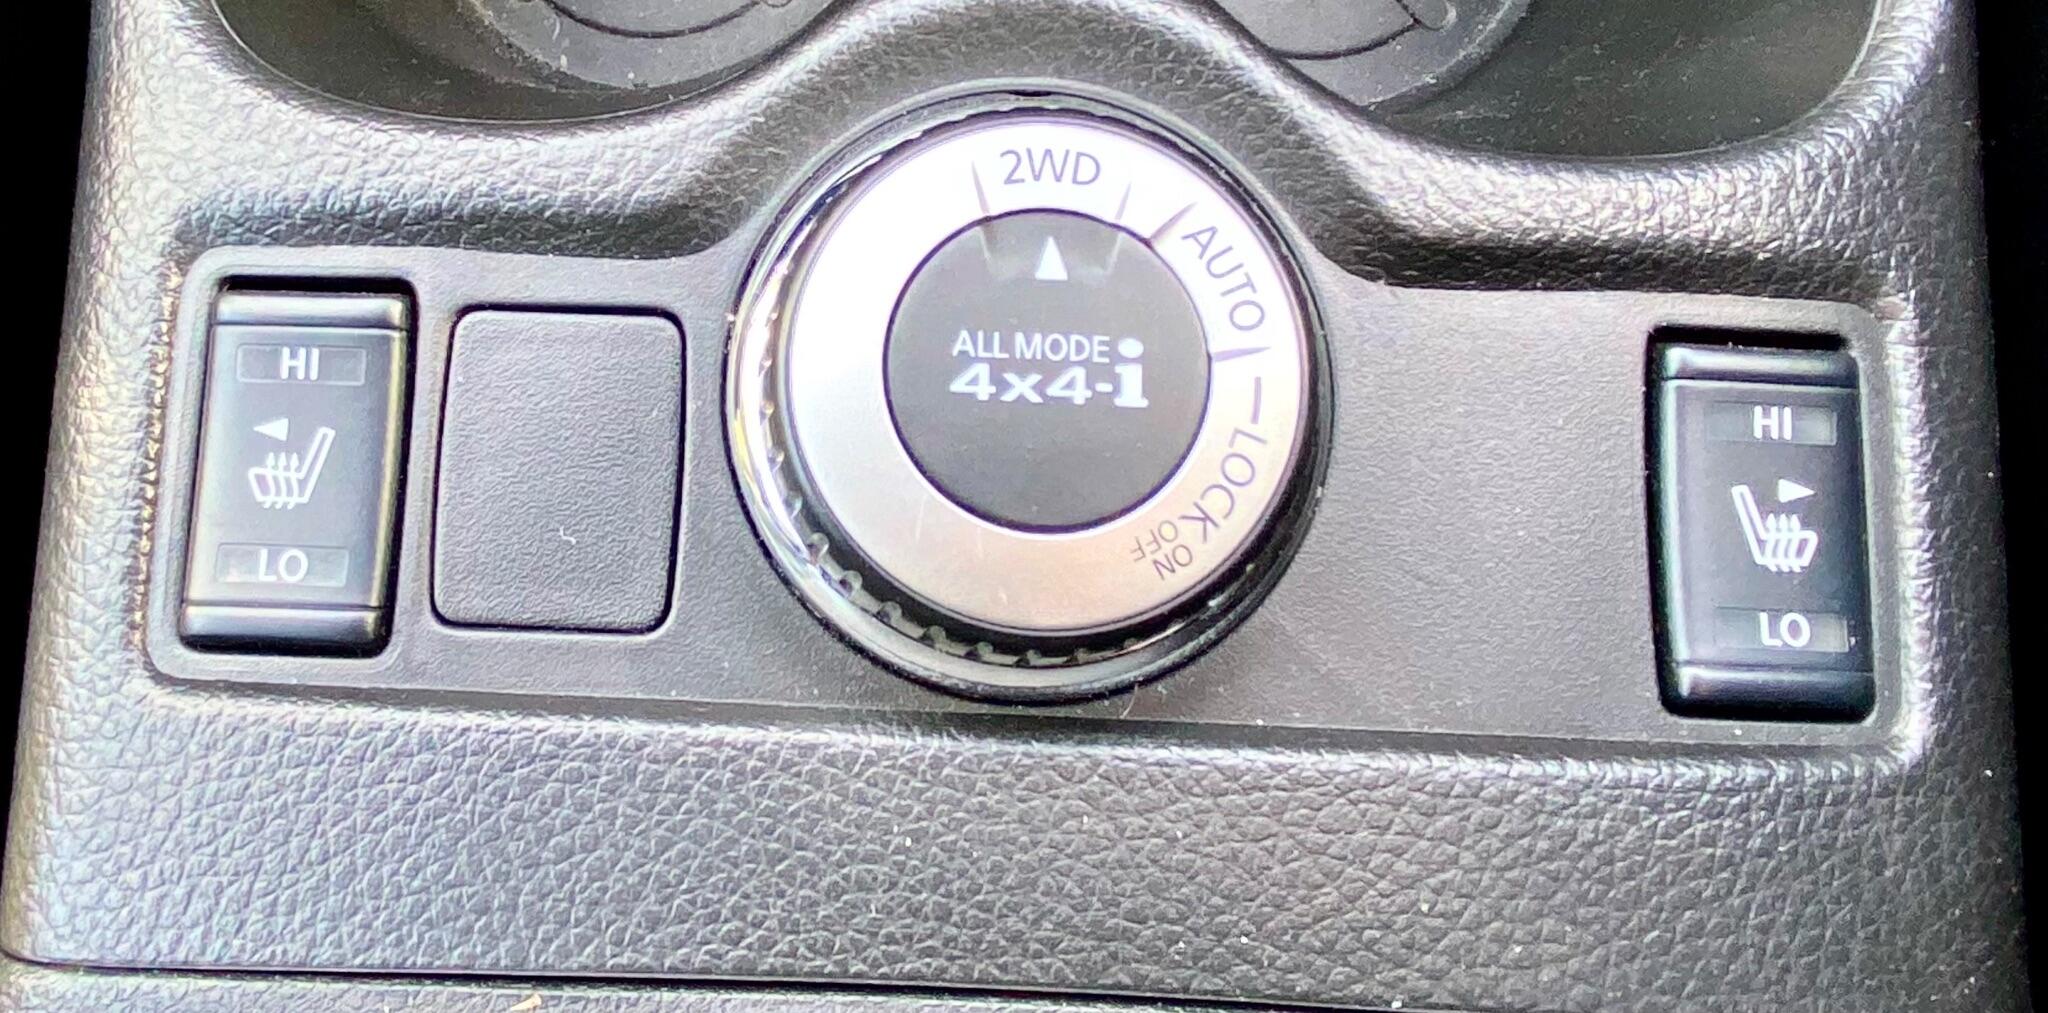 HI
LO
2WD
AUTO
LOCK
ON
OFF
ALL MODE
4x4-i
HI
LO